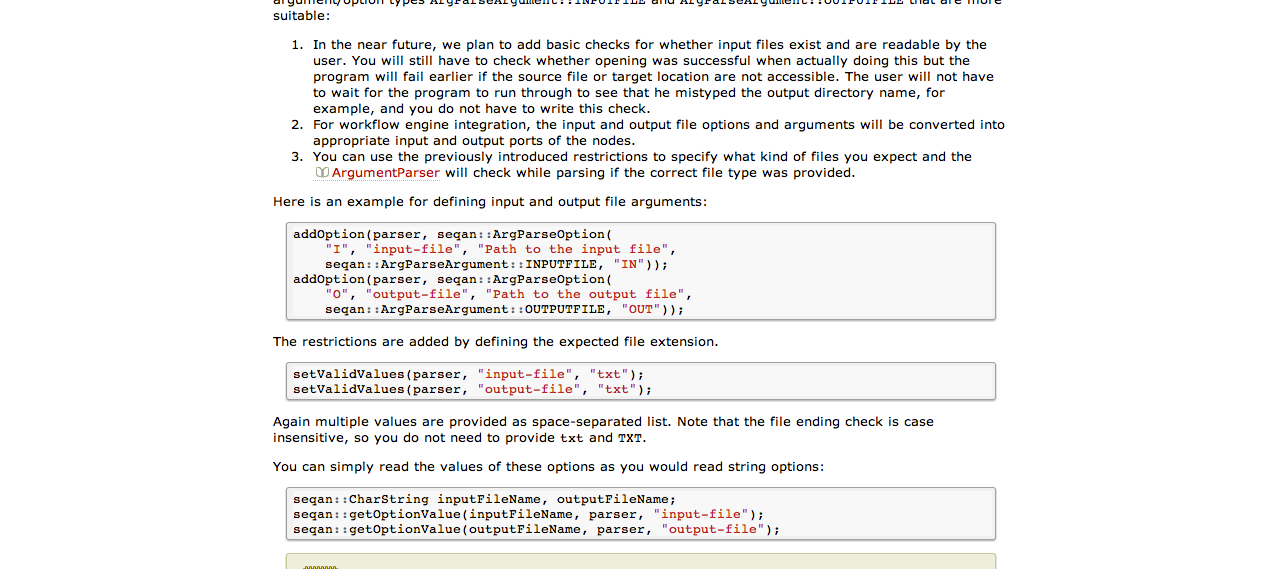 suitable:
1. In the near future, we plan to add basic checks for whether input files exist and are readable by the
user. You will still have to check whether opening was successful when actually doing this but the
program will fail earlier if the source file or target location are not accessible. The user will not have
to wait for the program to run through to see that he mistyped the output directory name, for
example, and you do not have to write this check.
2. For workflow engine integration, the input and output file options and arguments will be converted into
appropriate input and output ports of the nodes.
3. You can use the previously introduced restrictions to specify what kind of files you expect and the
ArgumentParser will check while parsing if the correct file type was provided.
Here is an example for defining input and output file arguments:
addOption(parser, seqan::ArgParseOption(
"I", "input-file", "Path to the input file",
seqan::ArgParseArgument::INPUTFILE, "IN"));
addOption(parser, seqan::ArgParseOption(
"O", "output-file", "Path to the output file",
seqan::ArgParseArgument::OUTPUTFILE, "OUT"));
The restrictions are added by defining the expected file extension.
setValidValues(parser, "input-file", "txt");
setValidValues(parser, "output-file", "txt");
Again multiple values are provided as space-separated list. Note that the file ending check is case
insensitive, so you do not need to provide txt and TXT.
You can simply read the values of these options as you would read string options:
seqan::CharString inputFileName, outputFileName;
seqan::getOptionValue(inputFileName, parser, "input-file");
seqan::getOptionValue(outputFileName, parser, "output-file");